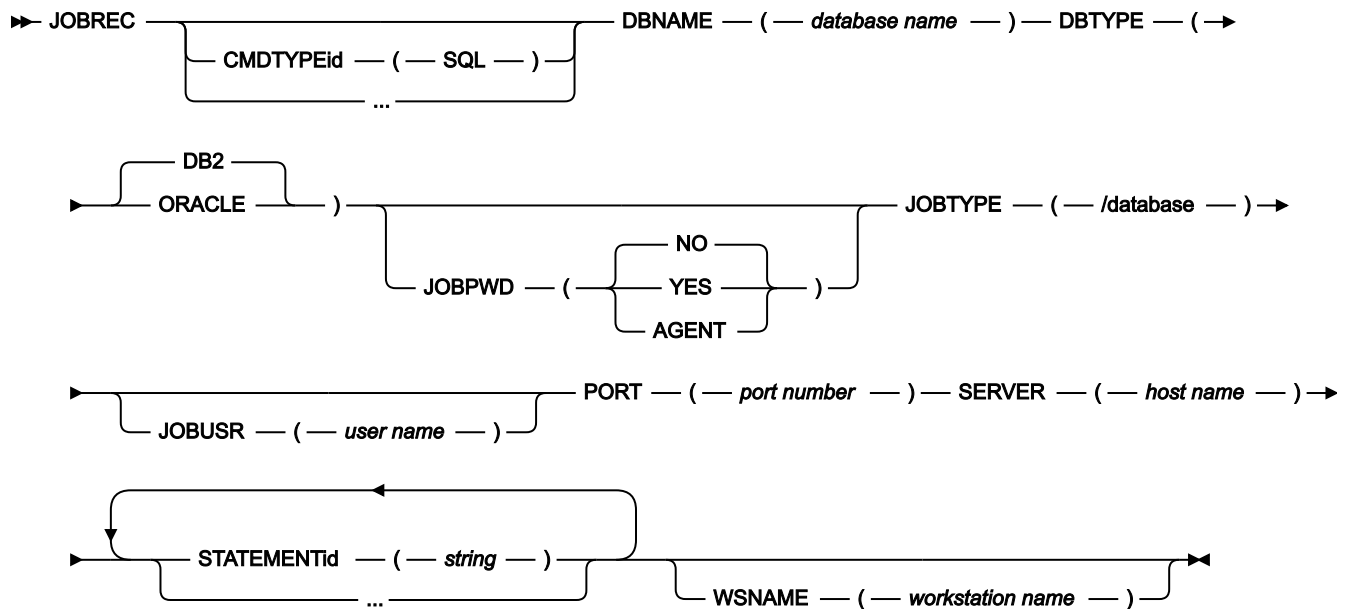 JOBREC DBNAME ( database name ) DBTYPE (
CMDTYPEid ( SQL )
...
DB2
ORACLE ) JOBTYPE ( /database )
NO
JOBPWD ( YES )
AGENT
PORT ( port number ) SERVER ( host name )
JOBUSR ( user name )
STATEMENTid ( string )
...
WSNAME ( workstation name )